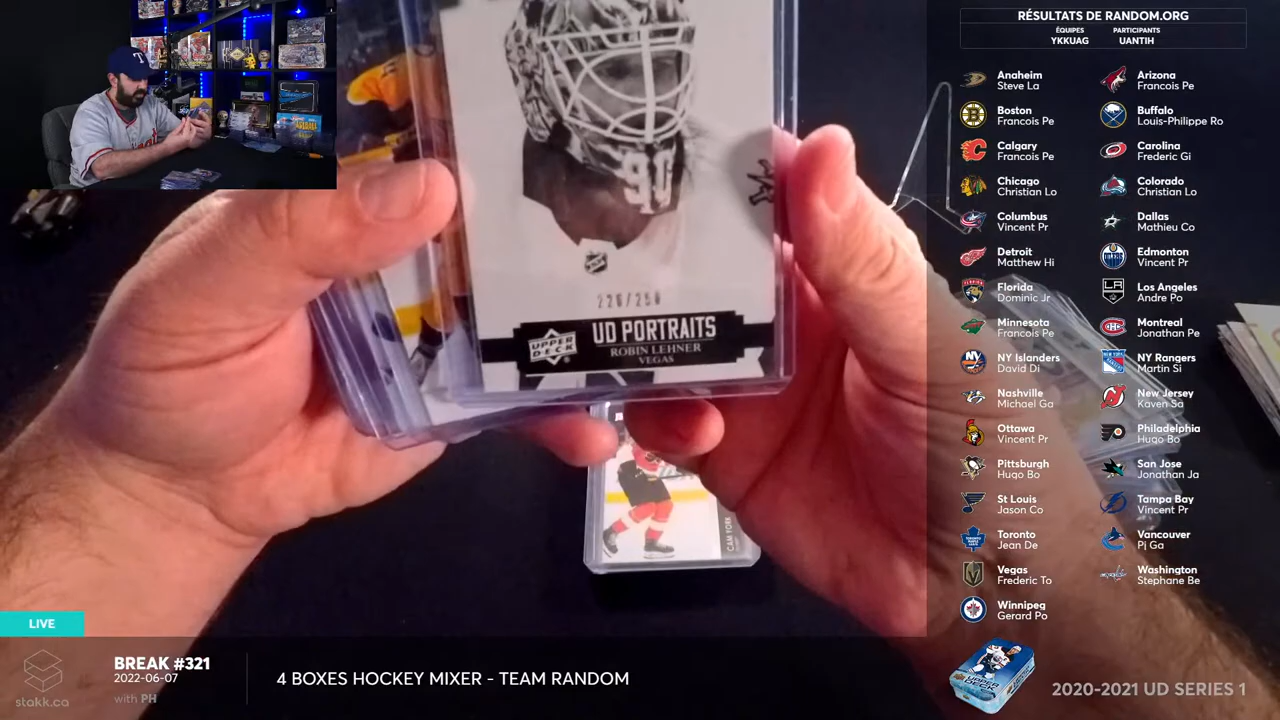 RÉSULTATS DE RANDOM.ORG
ÉQUIPES PARTICIPANTS
YKKUAG UANTIH
Anaheim
Steve La
Arizona
Francois Pe
Boston
Francois Pe
Buffalo
Louis-Philippe Ro
Calgary
Francois Pe
Carolina
Frederic Gi
Chicago
Christian Lo
Colorado
Christian Lo
Columbus
Vincent Pr
Dallas
Mathieu Co
Detroit
Matthew Hi
Edmonton
Vincent Pr
Florida
Dominic Jr
Los Angeles
Andre Po
Minnesota
Francois Pe
Montreal
Jonathan Pe
NY Islanders
David Di
NY Rangers
Martin Si
Nashville
Michael Ga
New Jersey
Kaven Sa
Ottawa
Vincent Pr
Philadelphia
Hugo Bo
Pittsburgh
Hugo Bo
San Jose
Jonathan Ja
St Louis
Jason Co
Tampa Bay
Vincent Pr
Toronto
Jean De
Vancouver
Pj Ga
Vegas
Frederic To
Washington
Stephane Be
Winnipeg
Gerard Po
90
UPPER DECK
UD PORTRAITS
ROBIN LEHNER
VEGAS
CAM YORK
LIVE
stakk.ca
BREAK #321
2022-06-07
with PH
4 BOXES HOCKEY MIXER - TEAM RANDOM
2020-2021 UD SERIES 1